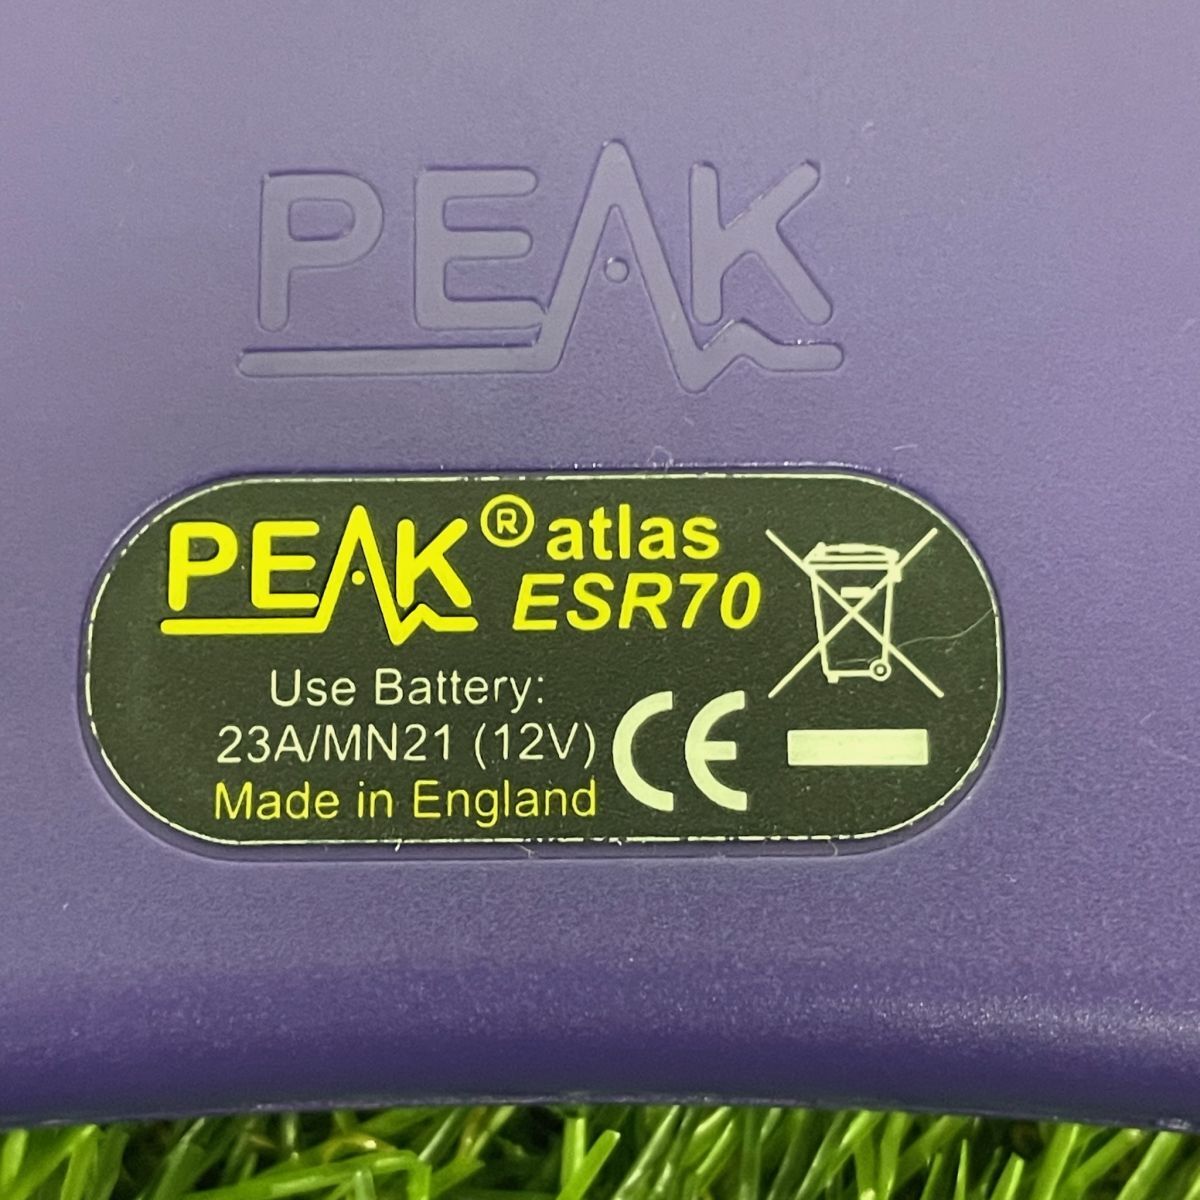 PEAK
PEAK® atlas
ESR70
Use Battery:
23A/MN21 (12V)
Made in England
CE